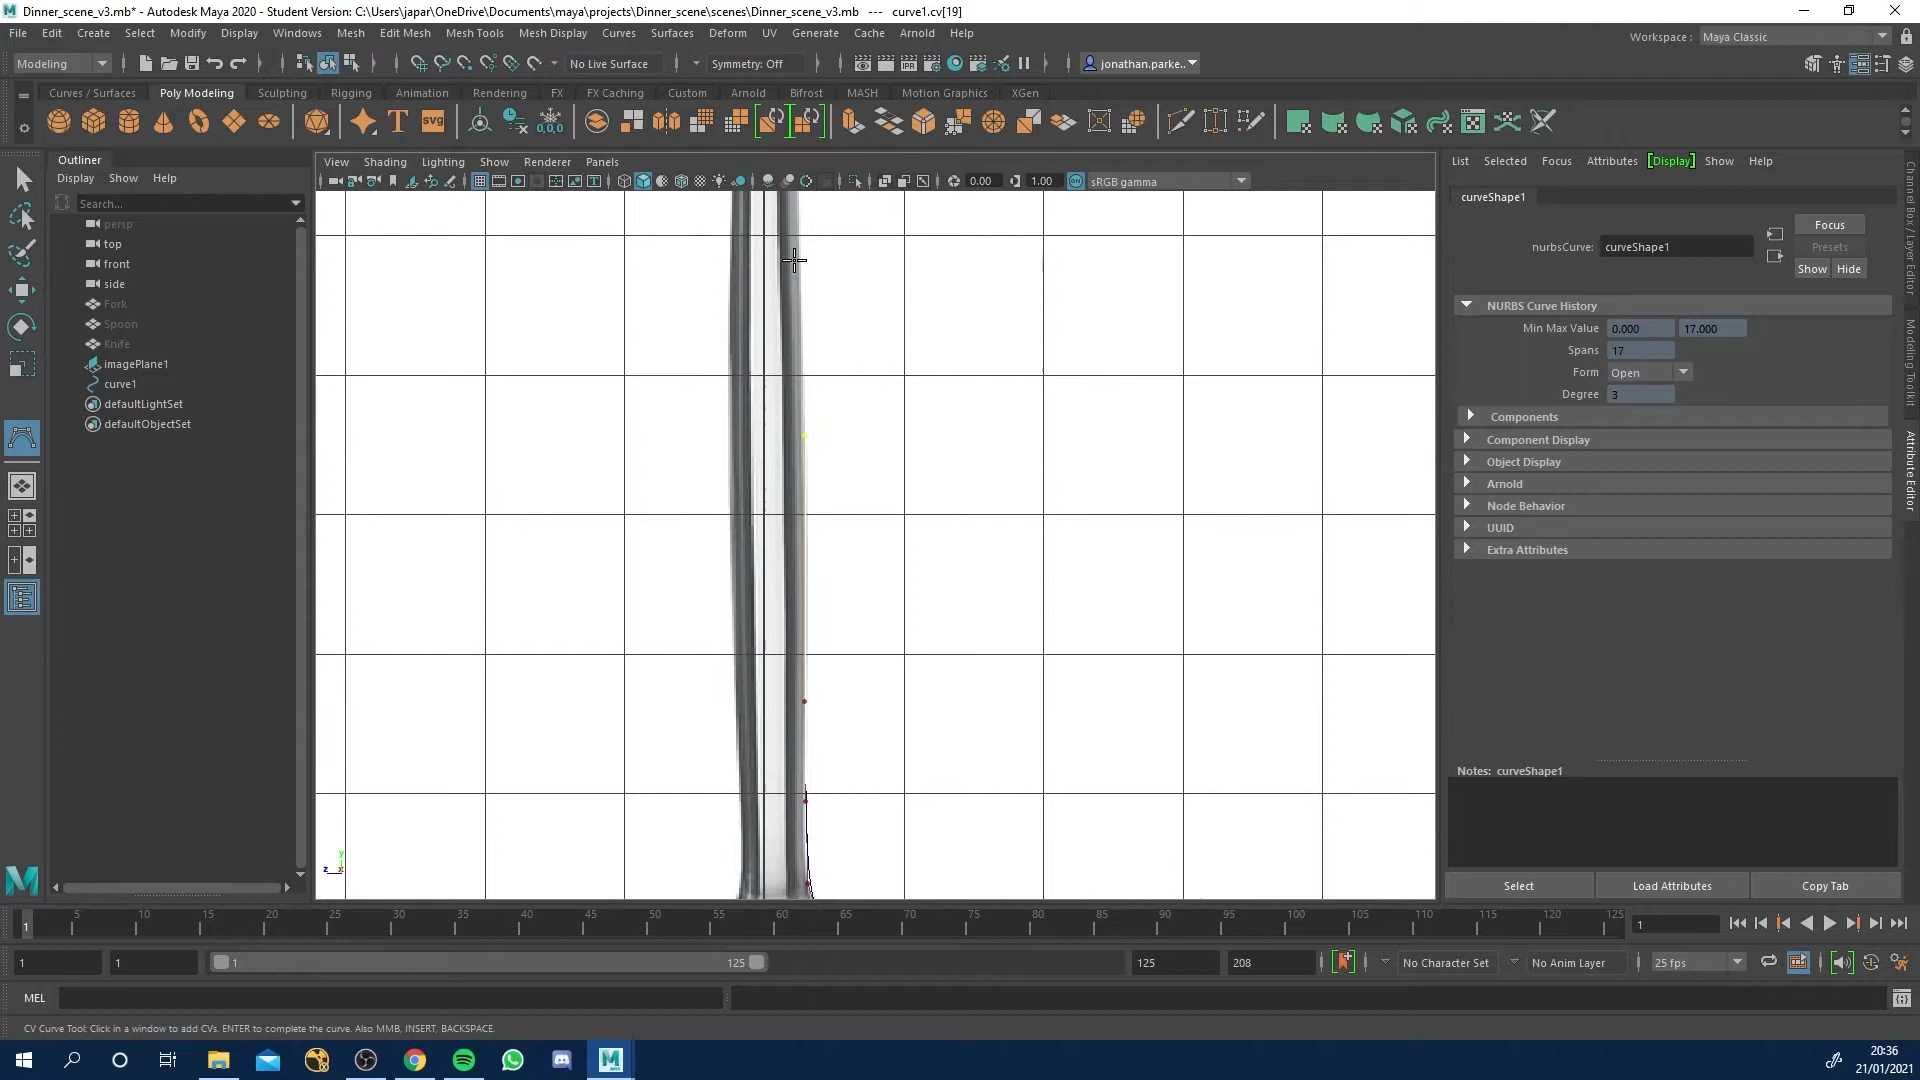 Dinner_scene_v3.mb* - Autodesk Maya 2020 - Student Version: C:\Users\japar\OneDrive\Documents\maya\projects\Dinner_scene\scenes\Dinner_scene_v3.mb --- curve1.cv[19]
File Edit Create Select Modify Display Windows Mesh Edit Mesh Mesh Tools Mesh Display Curves Surfaces Deform UV Generate Cache Arnold Help
Workspace : Maya Classic
Modeling No Live Surface Symmetry: Off jonathan.parke..
Curves / Surfaces Poly Modeling Sculpting Rigging Animation Rendering FX FX Caching Custom Arnold Bifrost MASH Motion Graphics XGen
Outliner
Display Show Help
Search...
persp
top
front
side
Fork
Spoon
Knife
imagePlane1
curve1
defaultLightSet
defaultObjectSet
View Shading Lighting Show Renderer Panels
0.00 1.00 sRGB gamma
y
z x
List Selected Focus Attributes Display Show Help
curveShape1
nurbsCurve: curveShape1
Focus
Presets
Show Hide
NURBS Curve History
Min Max Value 0.000 17.000
Spans 17
Form Open
Degree 3
Components
Component Display
Object Display
Arnold
Node Behavior
UUID
Extra Attributes
Notes: curveShape1
Select Load Attributes Copy Tab
Channel Box / Layer Editor
Modeling Toolkit
Attribute Editor
1 5 10 15 20 25 30 35 40 45 50 55 60 65 70 75 80 85 90 95 100 105 110 115 120 125 1
1 1 1 125 125 208 No Character Set No Anim Layer 25 fps
MEL
CV Curve Tool: Click in a window to add CVs. ENTER to complete the curve. Also MMB, INSERT, BACKSPACE.
20:36
21/01/2021